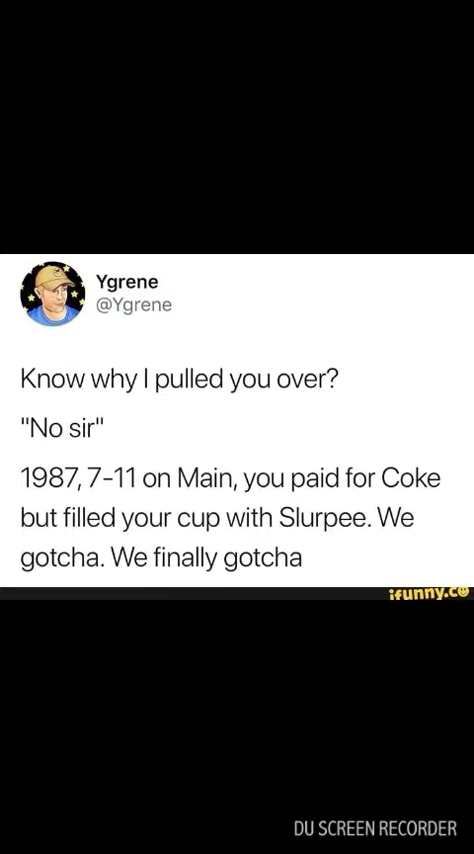 Ygrene
@Ygrene
Know why I pulled you over?
"No sir"
1987, 7-11 on Main, you paid for Coke
but filled your cup with Slurpee. We
gotcha. We finally gotcha
ifunny.co
DU SCREEN RECORDER